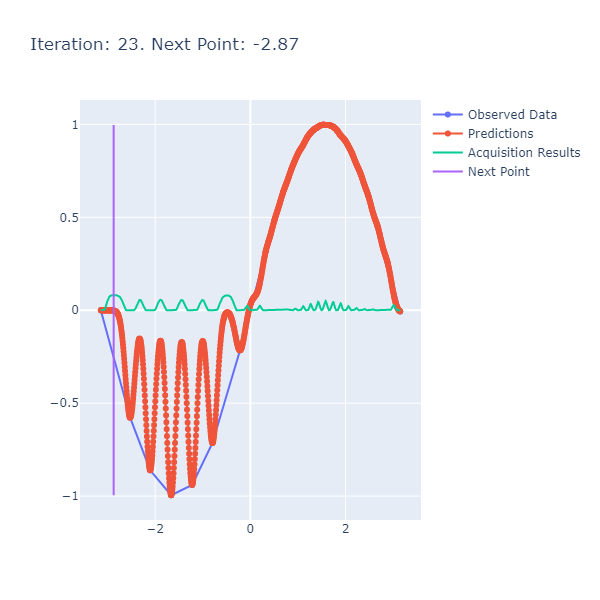 Iteration: 23. Next Point: -2.87
Observed Data
Predictions
Acquisition Results
Next Point
1
0.5
0
−0.5
−1
−2
0
2